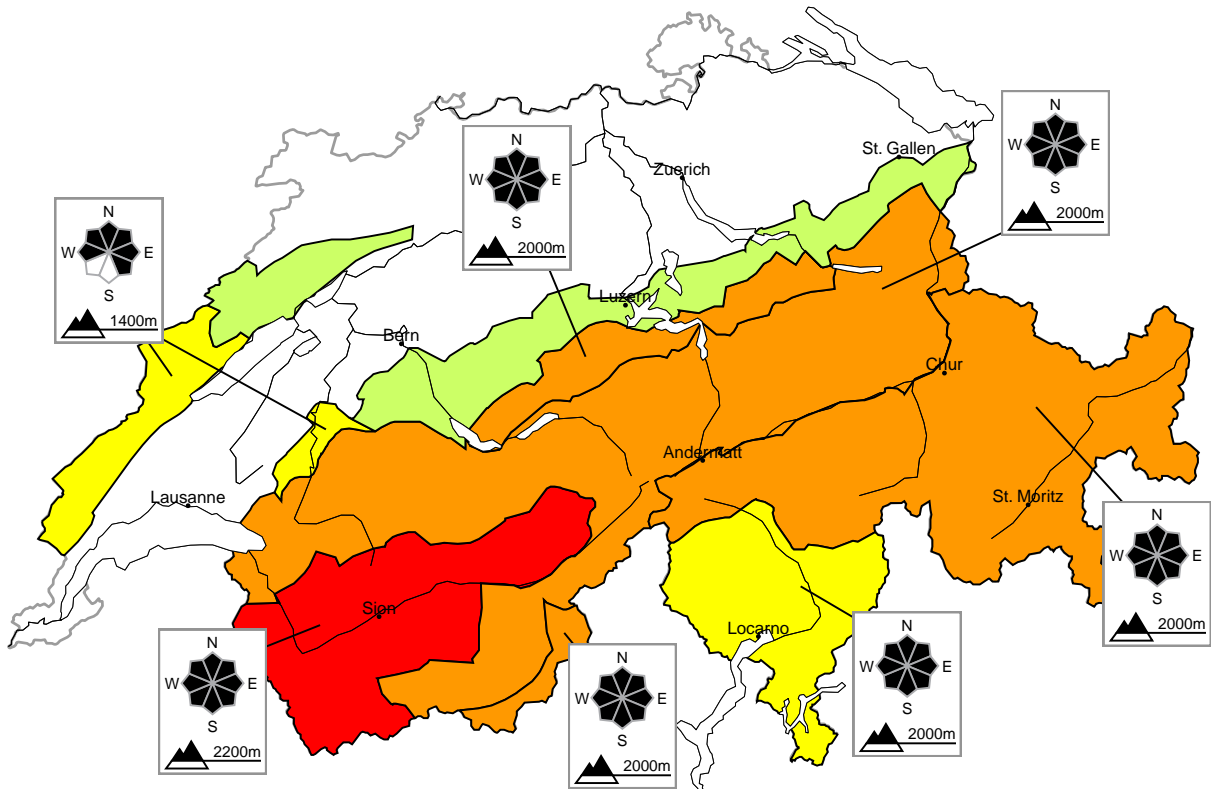 N
W E
S
2000m
N
W E
S
2000m
St. Gallen
Zuerich
N
W E
S
1400m
Luzern
Bern
Chur
Andermatt
Lausanne
St. Moritz
N
W E
S
2000m
Sion
Locarno
N
W E
S
2200m
N
W E
S
2000m
N
W E
S
2000m